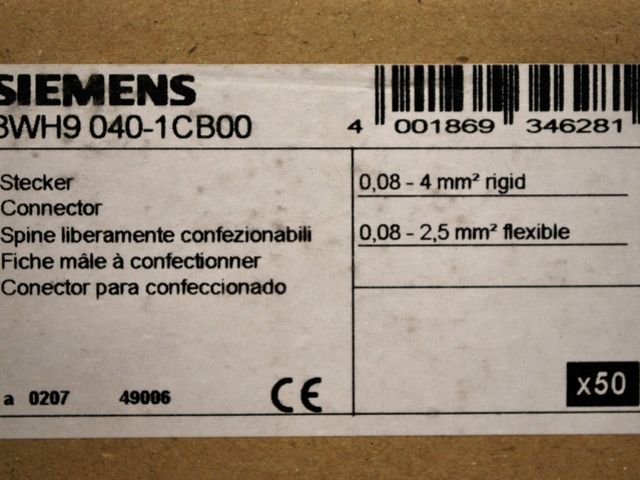 SIEMENS
8WH9 040-1CB00
4 001869 346281
Stecker
Connector
Spine liberamente confezionabili
Fiche mâle à confectionner
Conector para confeccionado
0,08 - 4 mm² rigid
0,08 - 2,5 mm² flexible
a 0207 49006 CE
x50